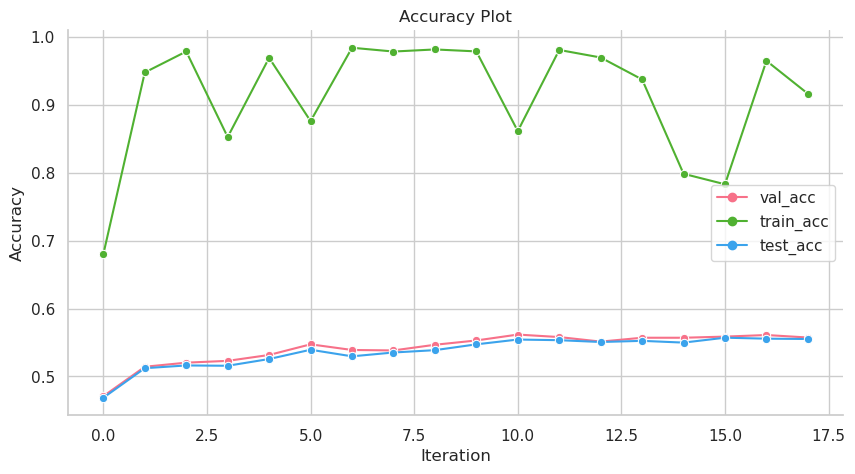 Accuracy Plot
1.0
0.9
0.8
0.7
0.6
0.5
Accuracy
val_acc
train_acc
test_acc
0.0 2.5 5.0 7.5 10.0 12.5 15.0 17.5
Iteration